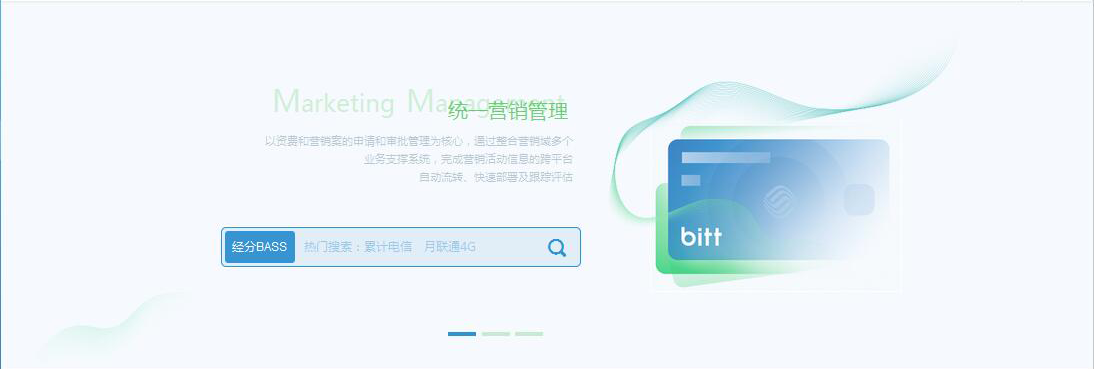 Marketing Management
统一营销管理
以资费和营销案的申请和审批管理为核心，通过整合营销域多个
业务支撑系统，完成营销活动信息的跨平台
自动流转、快速部署及跟踪评估
经分BASS 热门搜索：累计电信 月联通4G
bitt